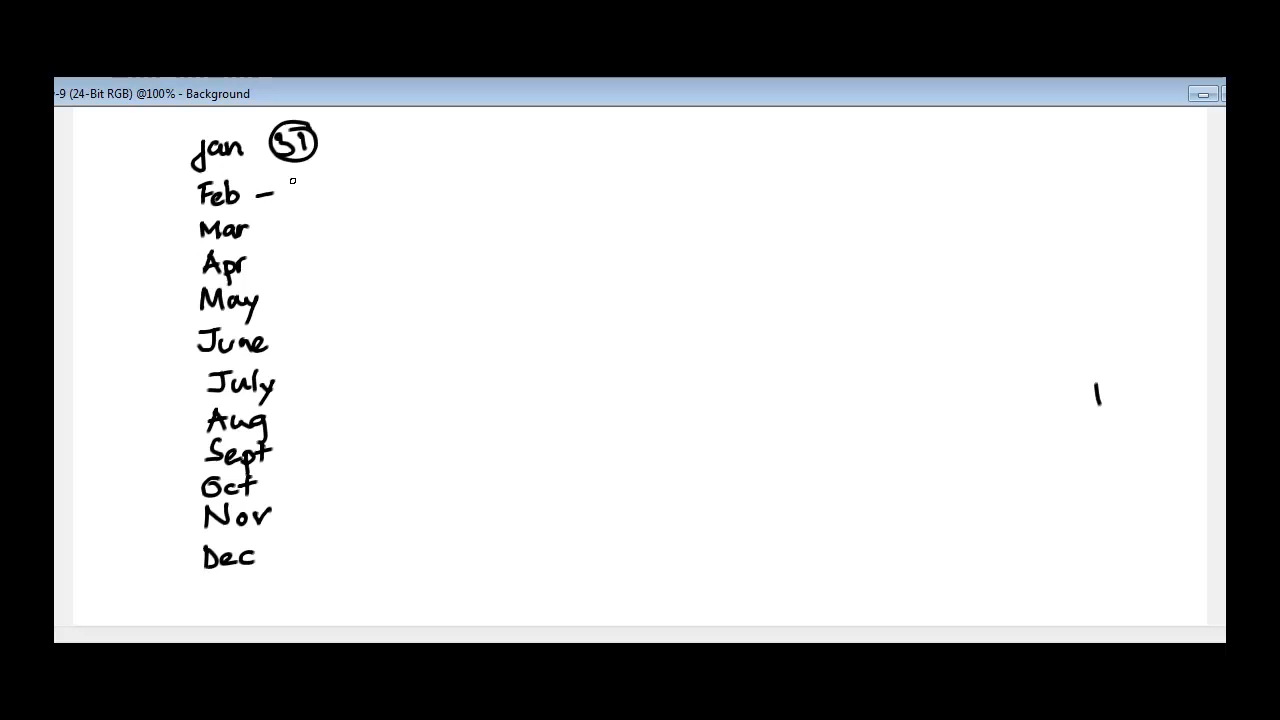 -9 (24-Bit RGB) @100% - Background
Jan 31
Feb -
Mar
Apr
May
June
July
1
Aug
Sept
Oct
Nov
Dec